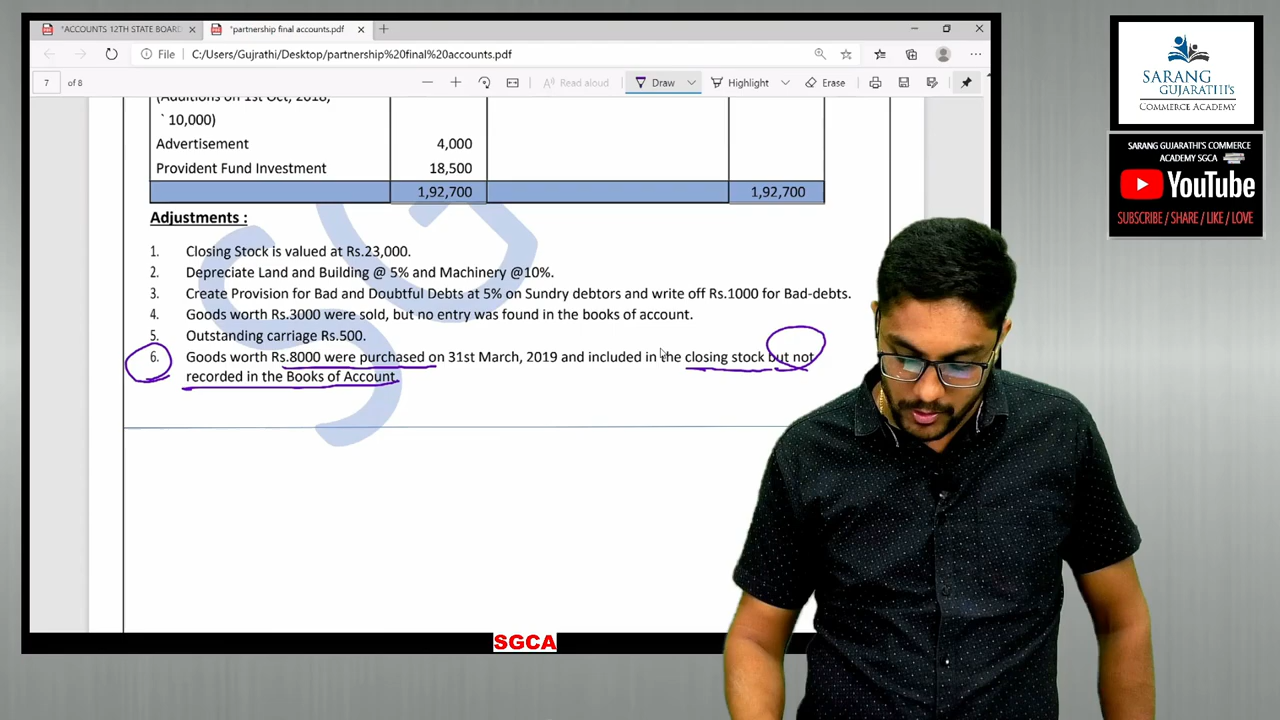 *ACCOUNTS 12TH STATE BOARD
*partnership final accounts.pdf
File
C:/Users/Gujrathi/Desktop/partnership%20final%20accounts.pdf
7 of 8
Read aloud
Draw
Highlight
Erase
(Additions on 1st Oct, 2018,
` 10,000)
Advertisement 4,000
Provident Fund Investment 18,500
1,92,700 1,92,700
Adjustments :
1. Closing Stock is valued at Rs.23,000.
2. Depreciate Land and Building @ 5% and Machinery @10%.
3. Create Provision for Bad and Doubtful Debts at 5% on Sundry debtors and write off Rs.1000 for Bad-debts.
4. Goods worth Rs.3000 were sold, but no entry was found in the books of account.
5. Outstanding carriage Rs.500.
6. Goods worth Rs.8000 were purchased on 31st March, 2019 and included in the closing stock but not
recorded in the Books of Account.
SGCA
SARANG
GUJARATHI'S
COMMERCE ACADEMY
SARANG GUJARATHI'S COMMERCE
ACADEMY SGCA
YouTube
SUBSCRIBE / SHARE / LIKE / LOVE